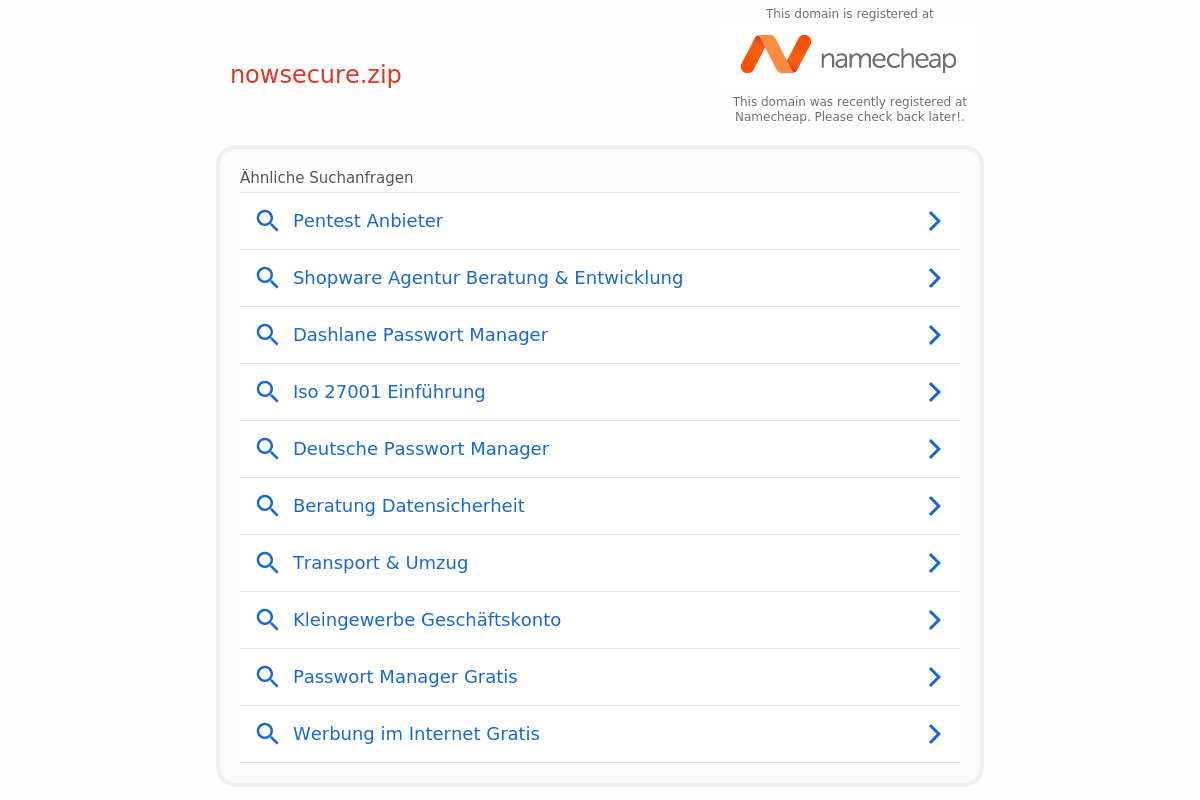 This domain is registered at
namecheap
nowsecure.zip
This domain was recently registered at
Namecheap. Please check back later!.
Ähnliche Suchanfragen
Pentest Anbieter
Shopware Agentur Beratung & Entwicklung
Dashlane Passwort Manager
Iso 27001 Einführung
Deutsche Passwort Manager
Beratung Datensicherheit
Transport & Umzug
Kleingewerbe Geschäftskonto
Passwort Manager Gratis
Werbung im Internet Gratis